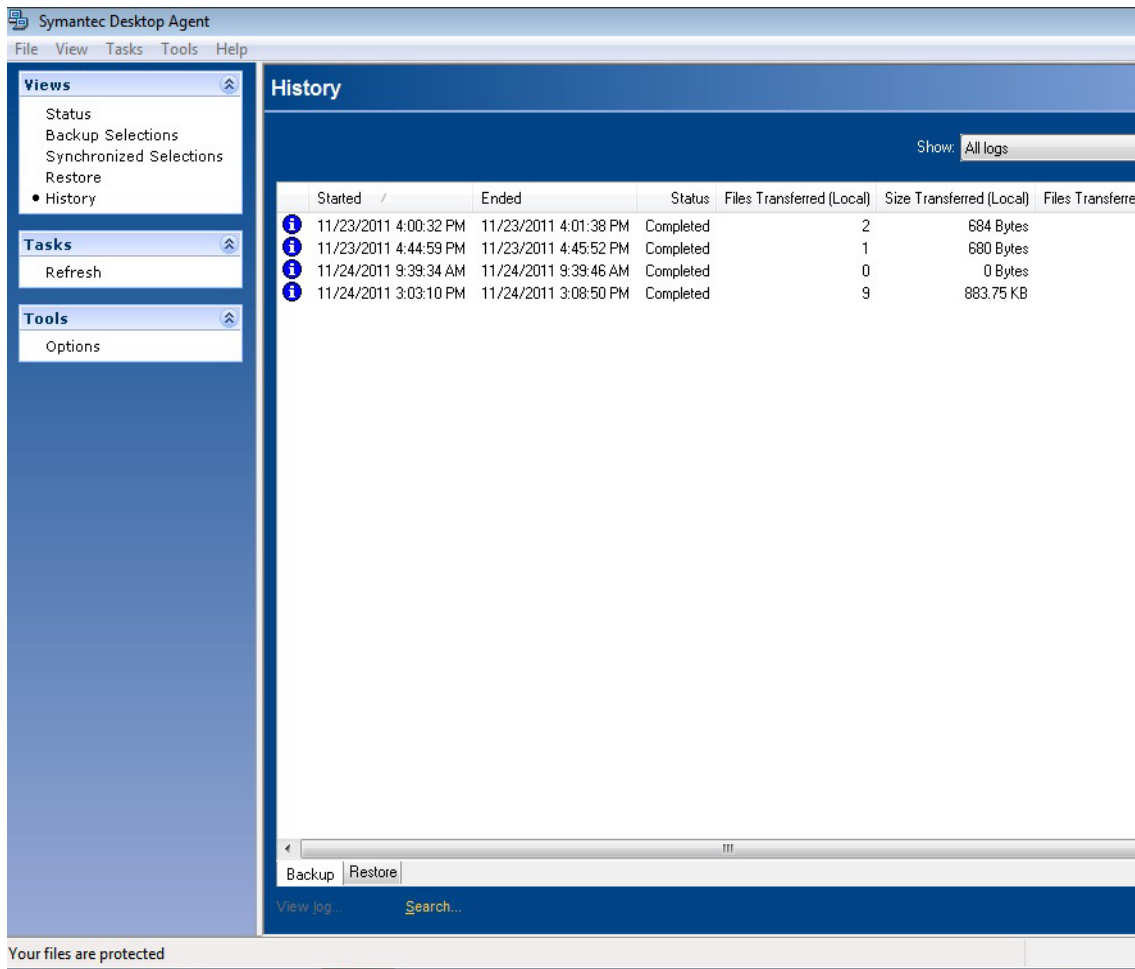 Symantec Desktop Agent
File View Tasks Tools Help
Views
Status
Backup Selections
Synchronized Selections
Restore
History
Tasks
Refresh
Tools
Options
History
Show: All logs
Started Ended Status Files Transferred (Local) Size Transferred (Local) Files Transferre
11/23/2011 4:00:32 PM 11/23/2011 4:01:38 PM Completed 2 684 Bytes
11/23/2011 4:44:59 PM 11/23/2011 4:45:52 PM Completed 1 680 Bytes
11/24/2011 9:39:34 AM 11/24/2011 9:39:46 AM Completed 0 0 Bytes
11/24/2011 3:03:10 PM 11/24/2011 3:08:50 PM Completed 9 883.75 KB
Backup Restore
View log... Search...
Your files are protected